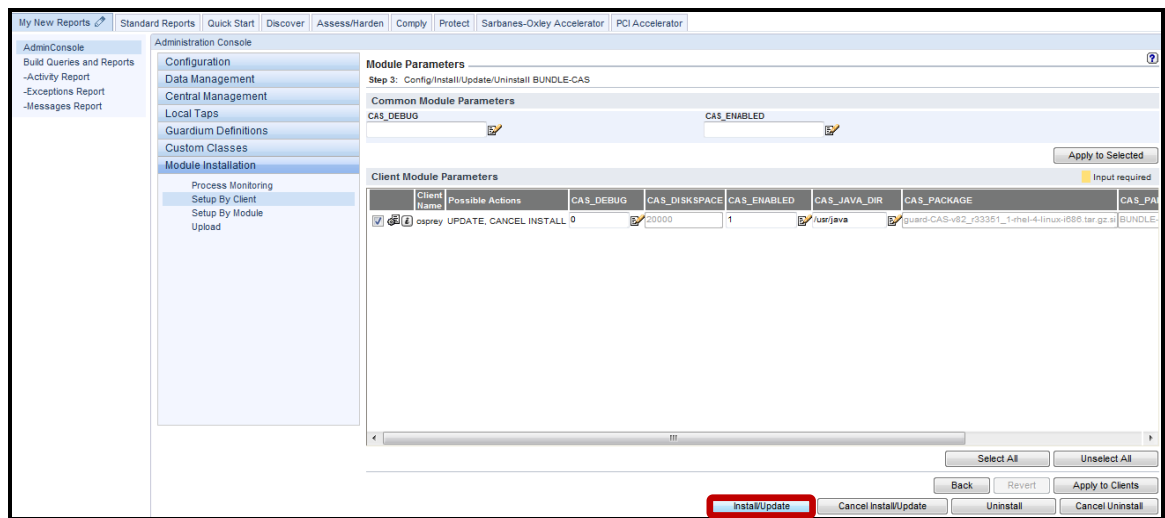 My New Reports Standard Reports Quick Start Discover Assess/Harden Comply Protect Sarbanes-Oxley Accelerator PCI Accelerator
AdminConsole
Build Queries and Reports
-Activity Report
-Exceptions Report
-Messages Report
Administration Console
Configuration
Data Management
Central Management
Local Taps
Guardium Definitions
Custom Classes
Module Installation
Process Monitoring
Setup By Client
Setup By Module
Upload
Module Parameters
?
Step 3: Config/Install/Update/Uninstall BUNDLE-CAS
Common Module Parameters
CAS_DEBUG CAS_ENABLED
Apply to Selected
Client Module Parameters Input required
Client Name Possible Actions CAS_DEBUG CAS_DISKSPACE CAS_ENABLED CAS_JAVA_DIR CAS_PACKAGE CAS_PA
i osprey UPDATE, CANCEL INSTALL 0 20000 1 /usr/java guard-CAS-v82_r33351_1-rhel-4-linux-i686.tar.gz.si BUNDLE-
Select All Unselect All
Back Revert Apply to Clients
Install/Update Cancel Install/Update Uninstall Cancel Uninstall